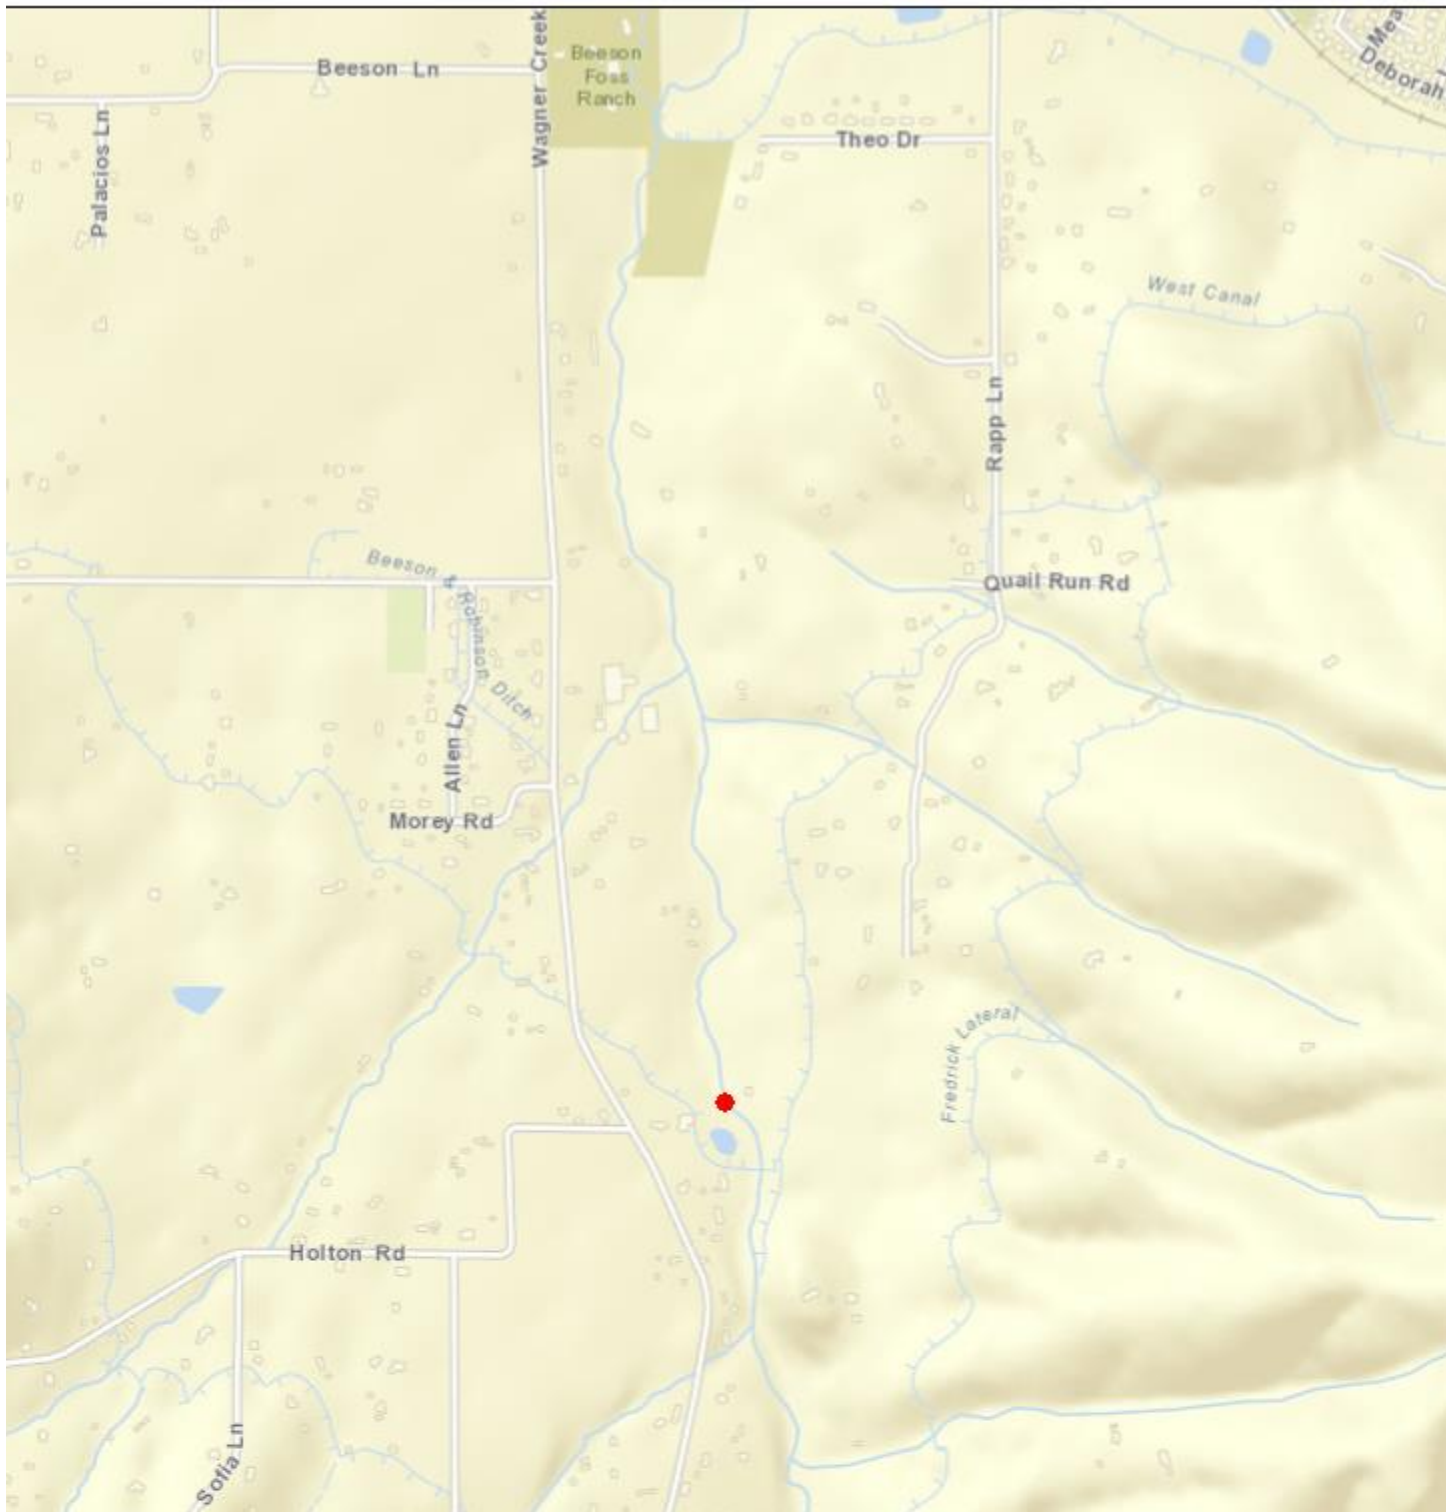 Wagner Creek
Beeson Ln
Beeson
Foss
Ranch
Mea
Deborah
Palacios Ln
Theo Dr
West Canal
Rapp Ln
Beeson & Robinson Ditch
Quail Run Rd
Allen Ln
Morey Rd
Fredrick Lateral
Holton Rd
Sofia Ln